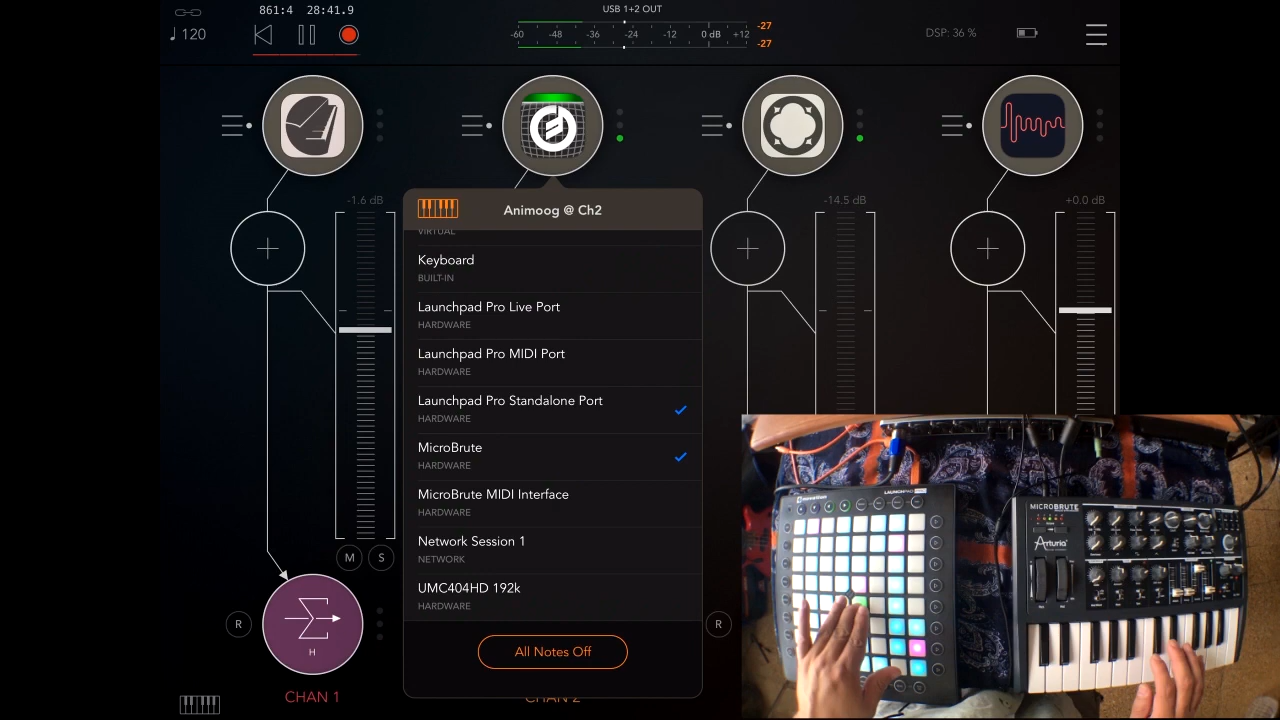 861:4 28:41.9
♩ 120
USB 1+2 OUT
-60 -48 -36 -24 -12 0 dB +12
-27
-27
DSP: 36 %
-1.6 dB
-14.5 dB
+0.0 dB
Animoog @ Ch2
VIRTUAL
Keyboard
BUILT-IN
Launchpad Pro Live Port
HARDWARE
Launchpad Pro MIDI Port
HARDWARE
Launchpad Pro Standalone Port
HARDWARE
MicroBrute
HARDWARE
MicroBrute MIDI Interface
HARDWARE
Network Session 1
NETWORK
UMC404HD 192k
HARDWARE
All Notes Off
M S
R
H
R
CHAN 1
CHAN 2
novation
LAUNCHPAD
MICROBRUTE
Arturia